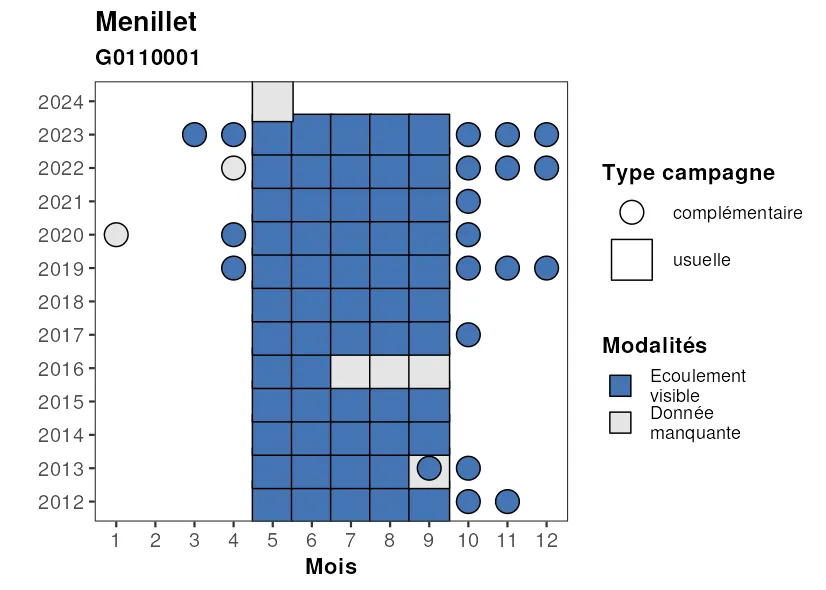 Menillet
G0110001
2024
2023
2022
2021
2020
2019
2018
2017
2016
2015
2014
2013
2012
1 2 3 4 5 6 7 8 9 10 11 12
Mois
Type campagne
complémentaire
usuelle
Modalités
Ecoulement
visible
Donnée
manquante